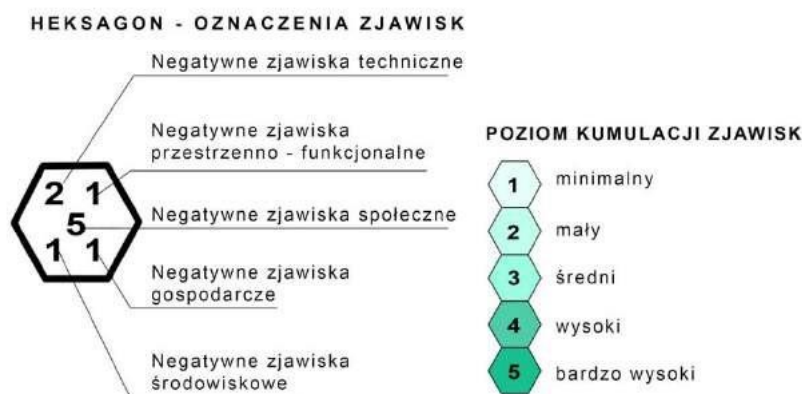 HEKSAGON - OZNACZENIA ZJAWISK
Negatywne zjawiska techniczne
Negatywne zjawiska
przestrzenno - funkcjonalne
Negatywne zjawiska społeczne
Negatywne zjawiska
gospodarcze
Negatywne zjawiska
środowiskowe
2 1
5
1 1
POZIOM KUMULACJI ZJAWISK
1 minimalny
2 mały
3 średni
4 wysoki
5 bardzo wysoki